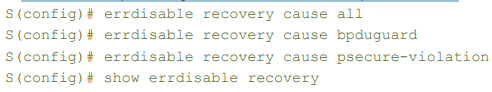 S(config)# errdisable recovery cause all
S(config)# errdisable recovery cause bpduguard
S(config)# errdisable recovery cause psecure-violation
S(config)# show errdisable recovery